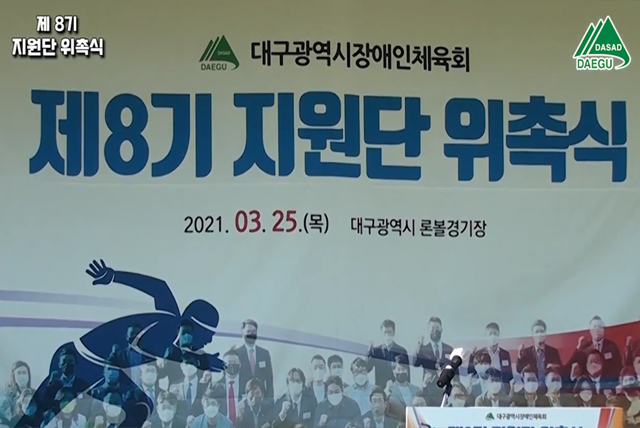 제 8기
지원단 위촉식
DASAD
DAEGU
DAEGU
대구광역시장애인체육회
제8기 지원단 위촉식
2021. 03. 25.(목) 대구광역시 론볼경기장
대구광역시장애인체육회